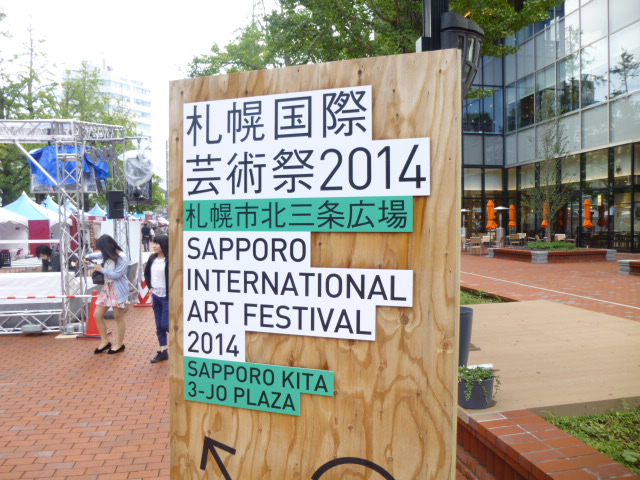 札幌国際
芸術祭2014
札幌市北三条広場
SAPPORO
INTERNATIONAL
ART FESTIVAL
2014
SAPPORO KITA
3-JO PLAZA